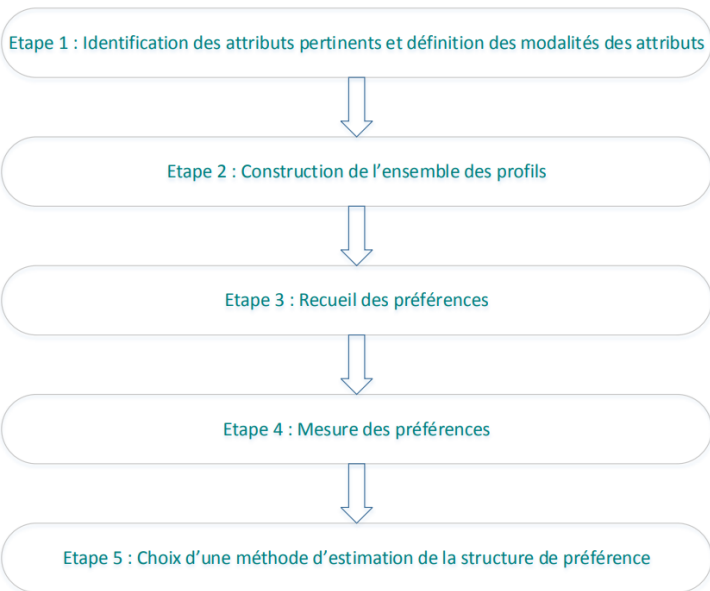 Etape 1 : Identification des attributs pertinents et définition des modalités des attributs
Etape 2 : Construction de l’ensemble des profils
Etape 3 : Recueil des préférences
Etape 4 : Mesure des préférences
Etape 5 : Choix d’une méthode d’estimation de la structure de préférence